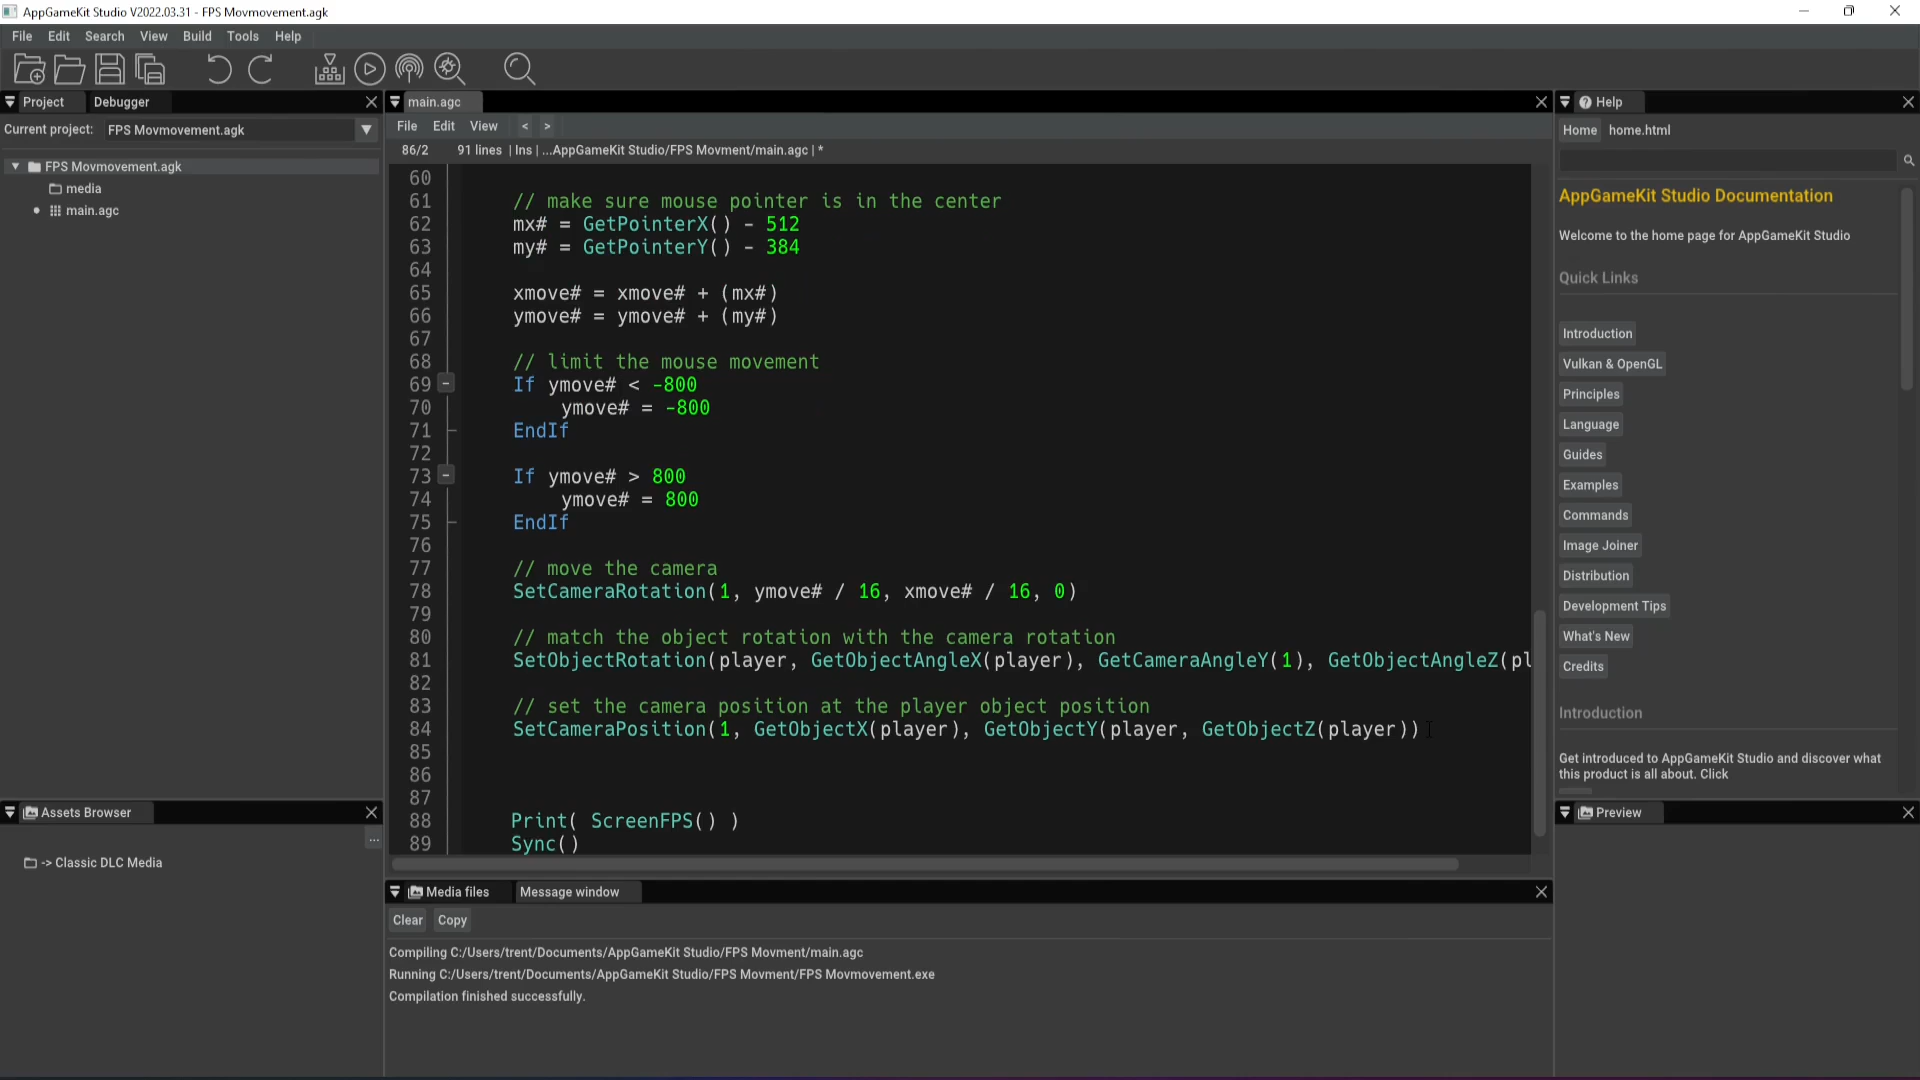 AppGameKit Studio V2022.03.31 - FPS Movmovement.agk
File Edit Search View Build Tools Help
Project Debugger
Current project: FPS Movmovement.agk
FPS Movmovement.agk
media
main.agc
Assets Browser
...
-> Classic DLC Media
main.agc
File Edit View < >
86/2 91 lines | Ins | ...AppGameKit Studio/FPS Movment/main.agc | *
60
61 // make sure mouse pointer is in the center
62 mx# = GetPointerX() - 512
63 my# = GetPointerY() - 384
64
65 xmove# = xmove# + (mx#)
66 ymove# = ymove# + (my#)
67
68 // limit the mouse movement
69 If ymove# < -800
70 ymove# = -800
71 EndIf
72
73 If ymove# > 800
74 ymove# = 800
75 EndIf
76
77 // move the camera
78 SetCameraRotation(1, ymove# / 16, xmove# / 16, 0)
79
80 // match the object rotation with the camera rotation
81 SetObjectRotation(player, GetObjectAngleX(player), GetCameraAngleY(1), GetObjectAngleZ(pl
82
83 // set the camera position at the player object position
84 SetCameraPosition(1, GetObjectX(player), GetObjectY(player, GetObjectZ(player))
85
86
87
88 Print( ScreenFPS() )
89 Sync()
Media files Message window
Clear Copy
Compiling C:/Users/trent/Documents/AppGameKit Studio/FPS Movment/main.agc
Running C:/Users/trent/Documents/AppGameKit Studio/FPS Movment/FPS Movmovement.exe
Compilation finished successfully.
Help
Home home.html
AppGameKit Studio Documentation
Welcome to the home page for AppGameKit Studio
Quick Links
Introduction
Vulkan & OpenGL
Principles
Language
Guides
Examples
Commands
Image Joiner
Distribution
Development Tips
What's New
Credits
Introduction
Get introduced to AppGameKit Studio and discover what
this product is all about. Click
Preview